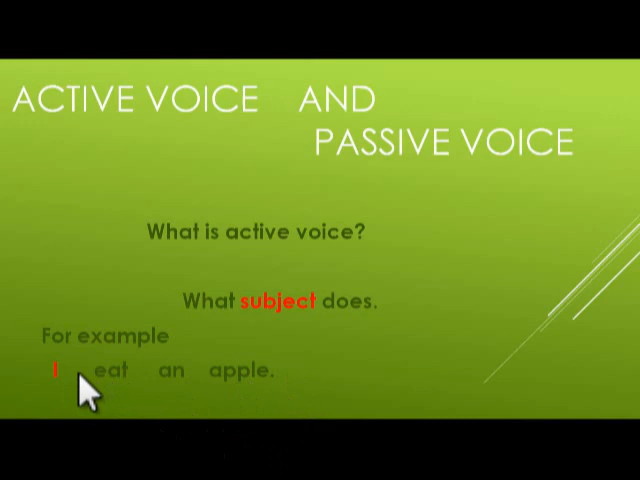 ACTIVE VOICE AND
PASSIVE VOICE
What is active voice?
What subject does.
For example
I eat an apple.